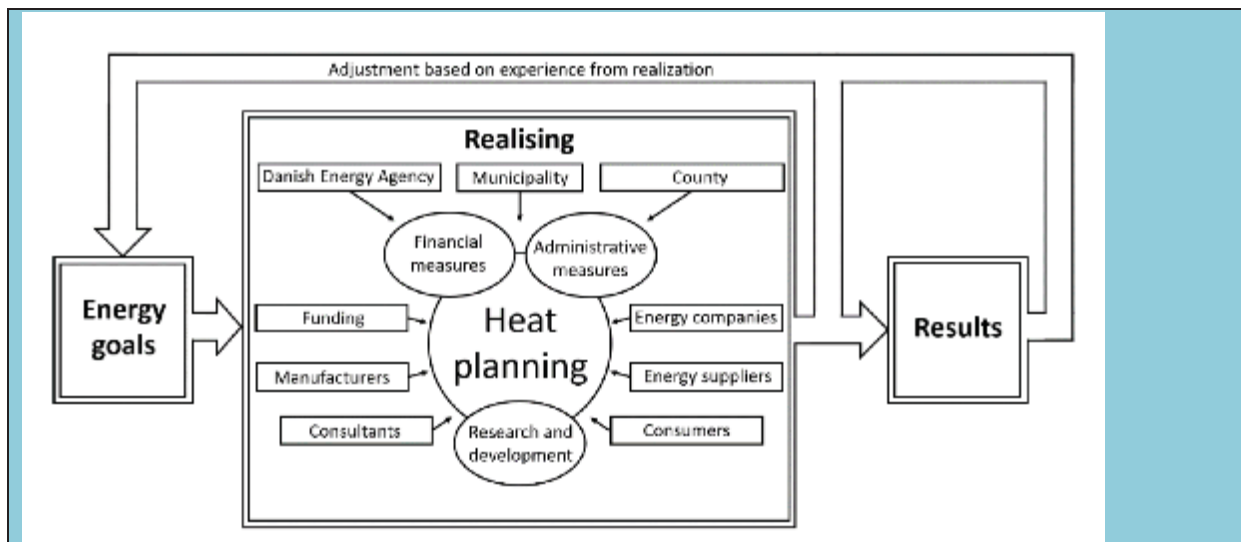 Adjustment based on experience from realization
Realising
Danish Energy Agency
Municipality
County
Financial
measures
Administrative
measures
Energy
goals
Funding
Heat
planning
Energy companies
Results
Manufacturers
Energy suppliers
Consultants
Research and
development
Consumers